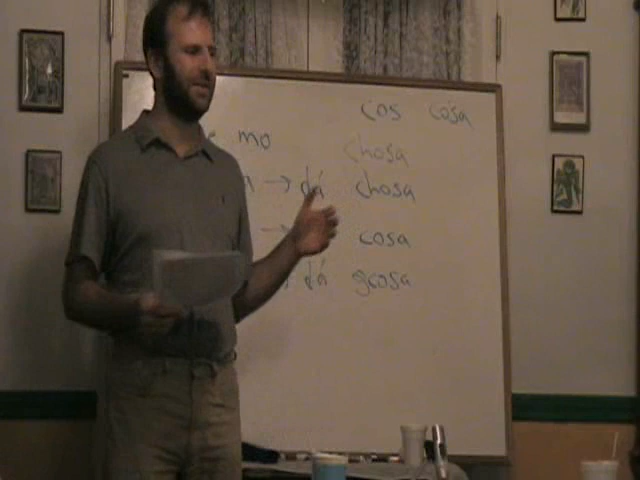 cos cosa
mo chosa
→ dá chosa
→ cosa
dá gcosa